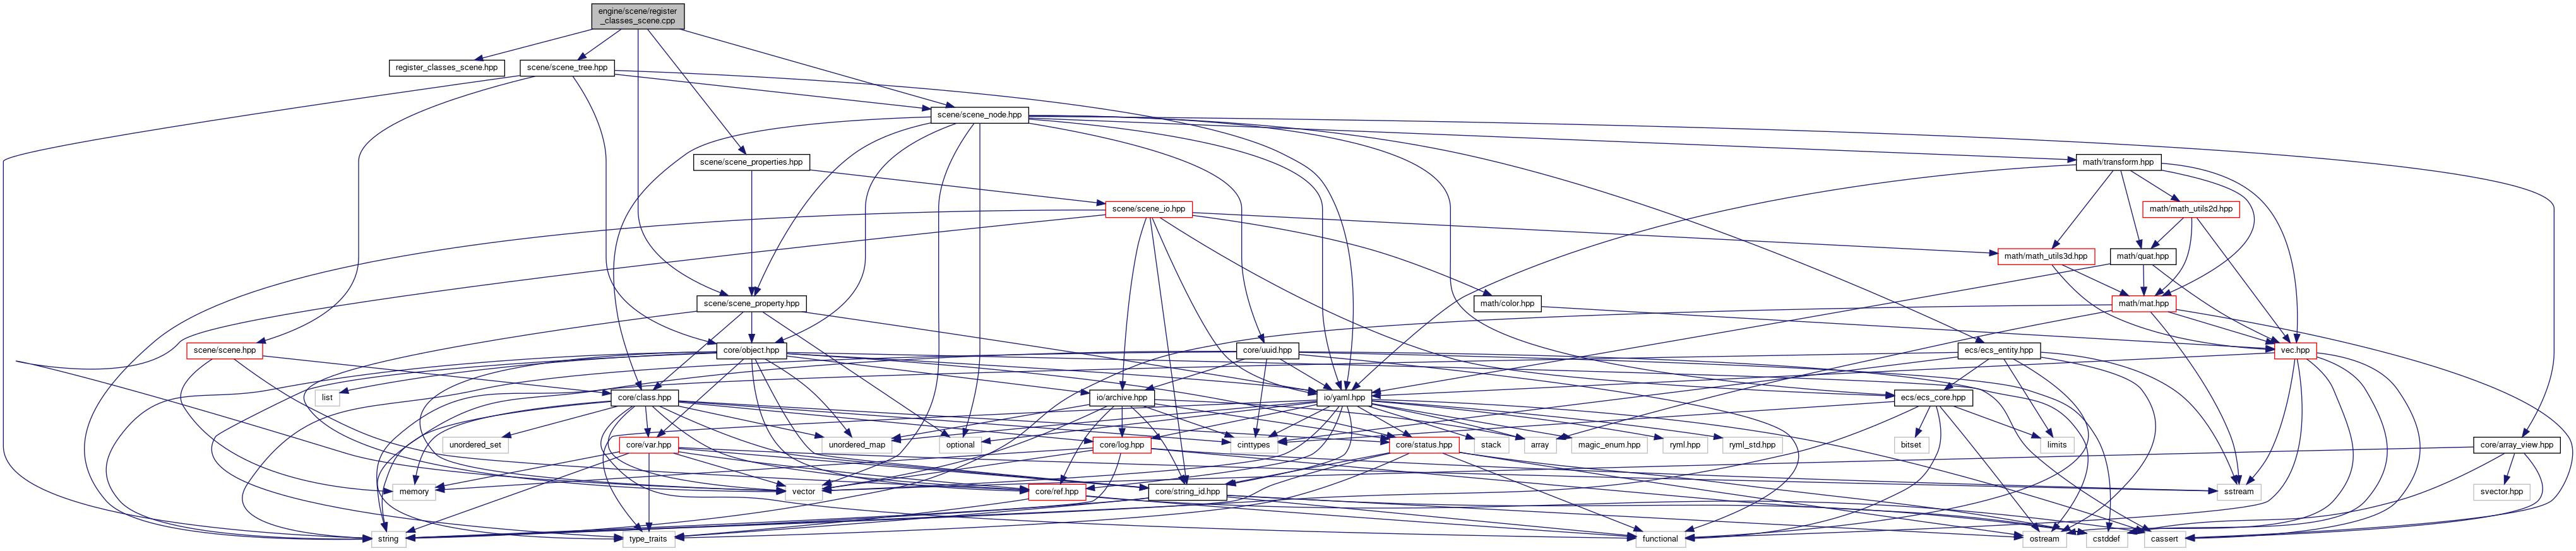 engine/scene/register
_classes_scene.cpp
register_classes_scene.hpp
scene/scene_tree.hpp
scene/scene_node.hpp
scene/scene_properties.hpp
math/transform.hpp
scene/scene_io.hpp
math/math_utils2d.hpp
math/math_utils3d.hpp
math/quat.hpp
scene/scene_property.hpp
math/color.hpp
math/mat.hpp
scene/scene.hpp
core/object.hpp
core/uuid.hpp
ecs/ecs_entity.hpp
vec.hpp
list
core/class.hpp
io/archive.hpp
io/yaml.hpp
ecs/ecs_core.hpp
unordered_set
core/var.hpp
unordered_map
optional
core/log.hpp
cinttypes
core/status.hpp
stack
array
magic_enum.hpp
ryml.hpp
ryml_std.hpp
bitset
limits
core/array_view.hpp
memory
vector
core/ref.hpp
core/string_id.hpp
sstream
svector.hpp
string
type_traits
functional
ostream
cstddef
cassert